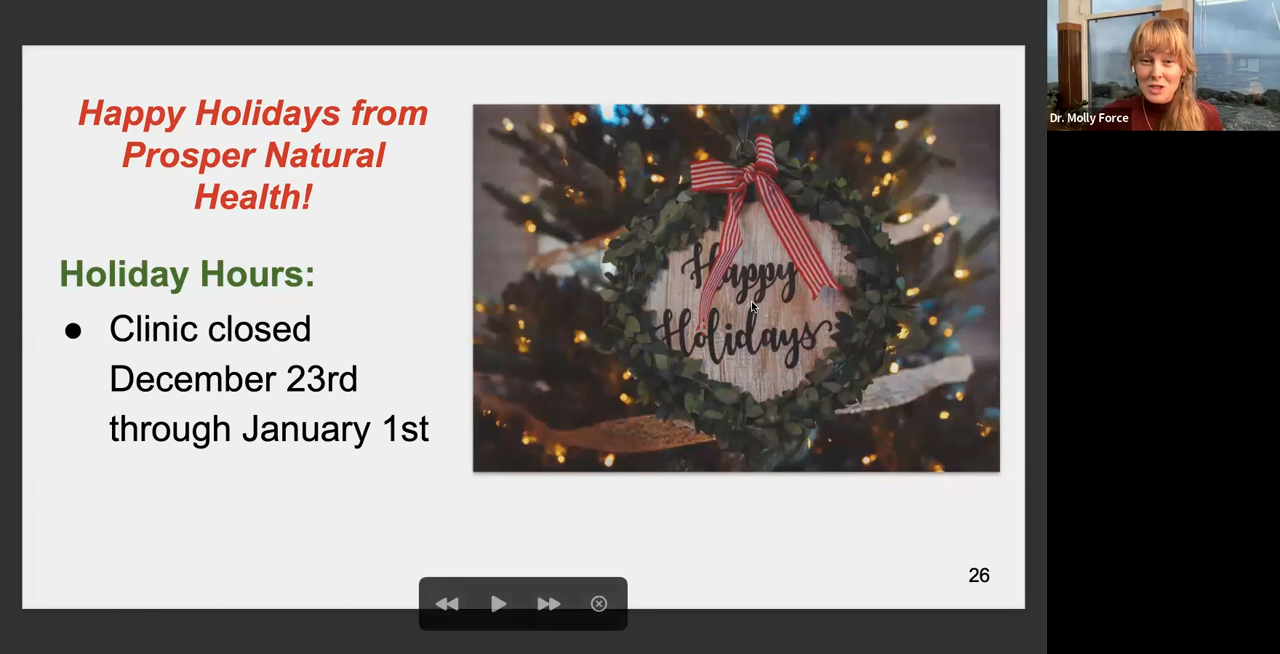 Happy Holidays from
Prosper Natural
Health!
Holiday Hours:
● Clinic closed
December 23rd
through January 1st
Happy
Holidays
26
Dr. Molly Force